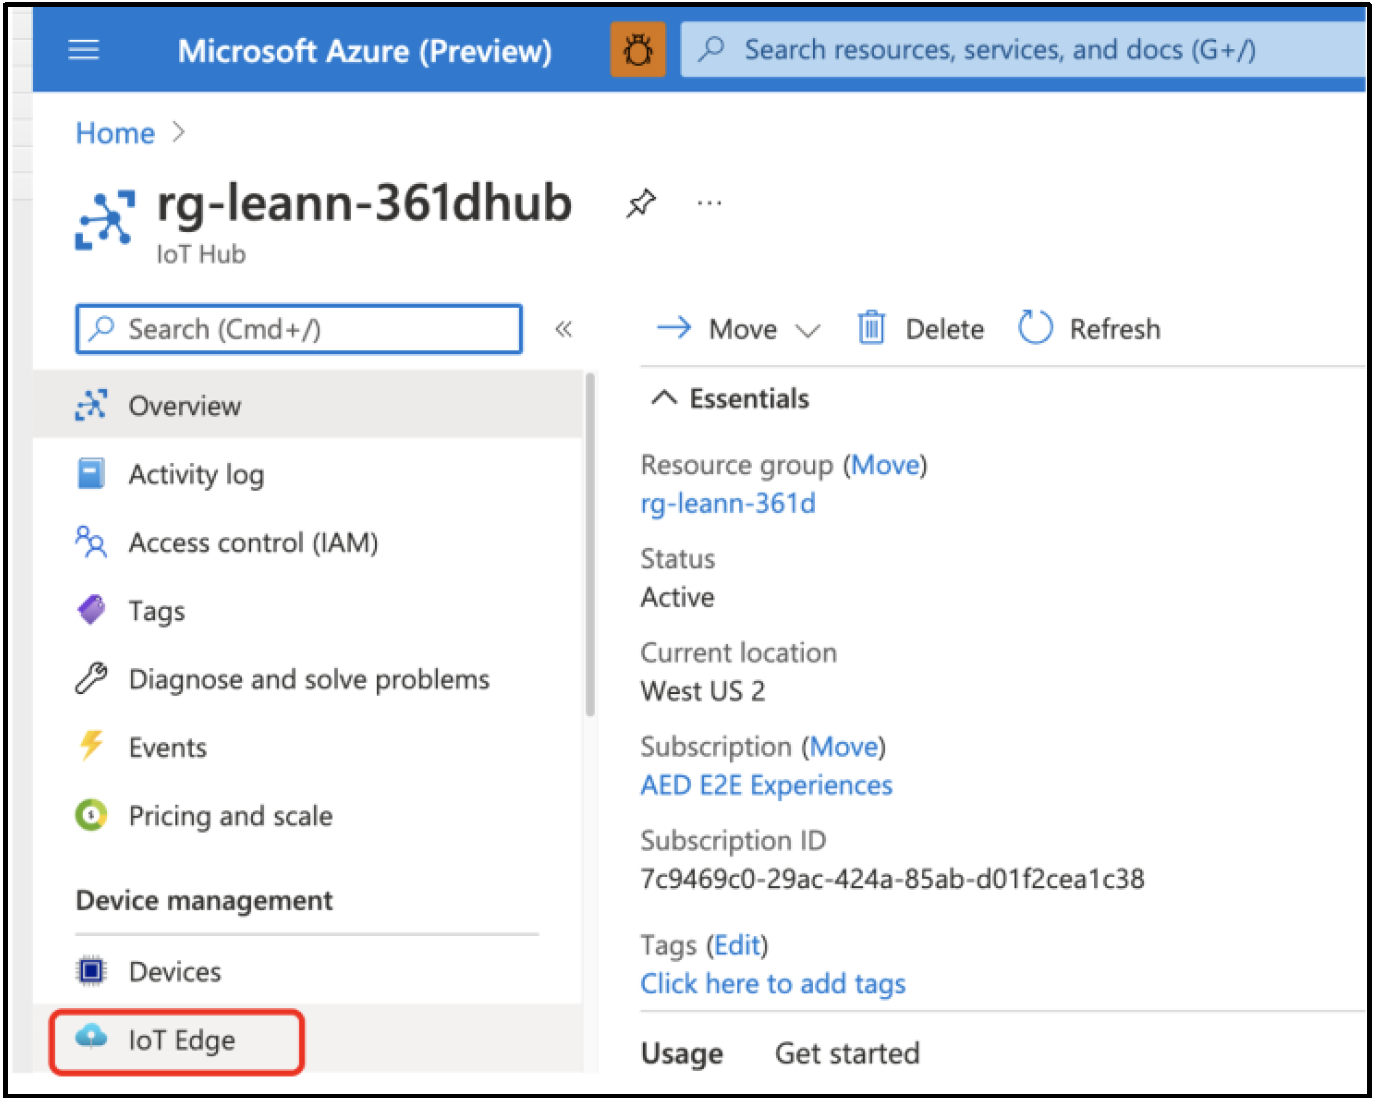 Microsoft Azure (Preview)
Search resources, services, and docs (G+/)
Home >
rg-leann-361dhub
...
IoT Hub
Search (Cmd+/)
«
Move
Delete
Refresh
Overview
Activity log
Access control (IAM)
Tags
Diagnose and solve problems
Events
Pricing and scale
Device management
Devices
IoT Edge
Essentials
Resource group (Move)
rg-leann-361d
Status
Active
Current location
West US 2
Subscription (Move)
AED E2E Experiences
Subscription ID
7c9469c0-29ac-424a-85ab-d01f2cea1c38
Tags (Edit)
Click here to add tags
Usage
Get started